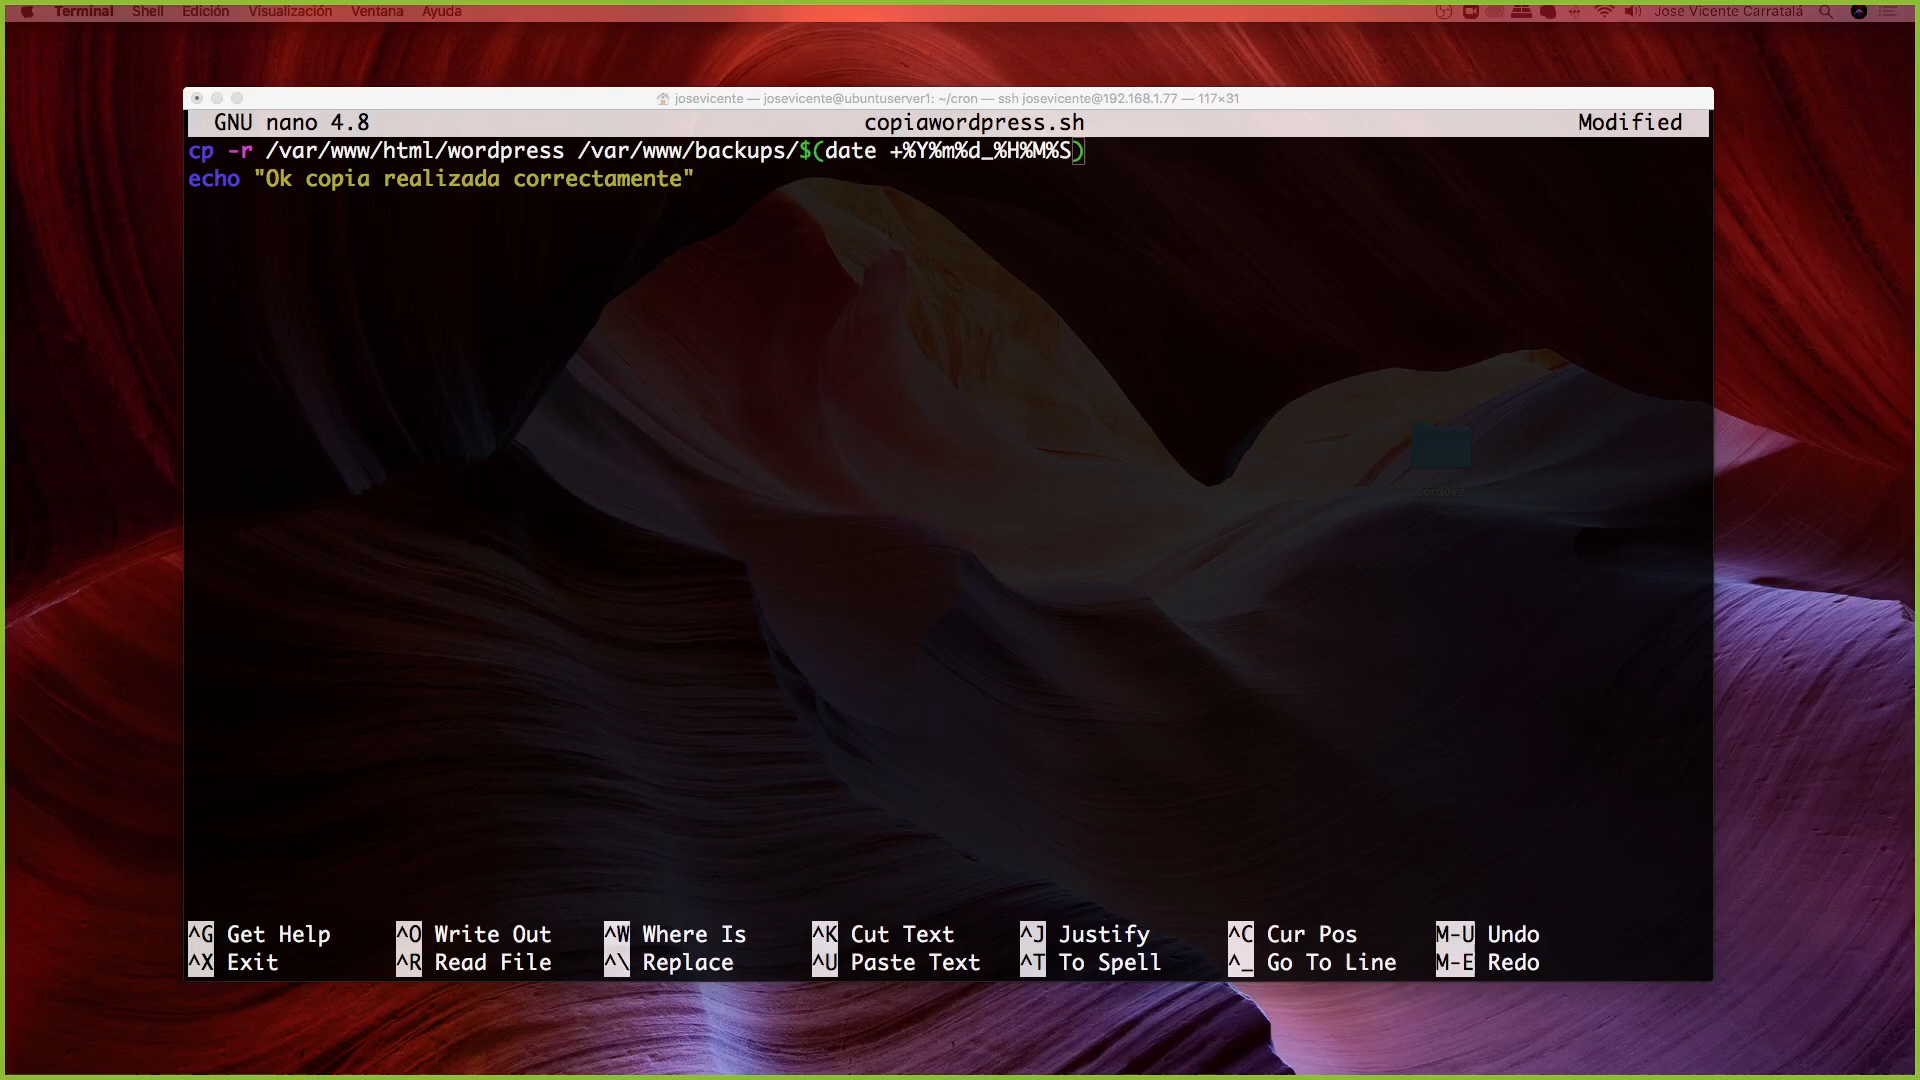 Terminal Shell Edición Visualización Ventana Ayuda Jose Vicente Carratalá
josevicente — josevicente@ubuntuserver1: ~/cron — ssh josevicente@192.168.1.77 — 117×31
GNU nano 4.8 copiawordpress.sh Modified
cp -r /var/www/html/wordpress /var/www/backups/$(date +%Y%m%d_%H%M%S)
echo "Ok copia realizada correctamente"
cordova
^G Get Help ^O Write Out ^W Where Is ^K Cut Text ^J Justify ^C Cur Pos M-U Undo
^X Exit ^R Read File ^\ Replace ^U Paste Text ^T To Spell ^_ Go To Line M-E Redo